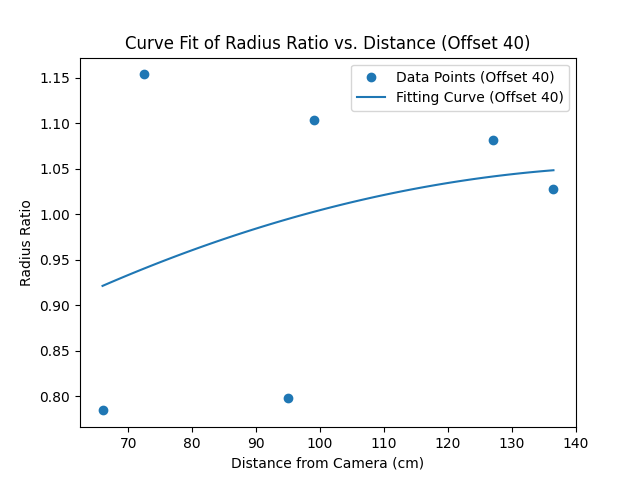 Curve Fit of Radius Ratio vs. Distance (Offset 40)
Data Points (Offset 40)
Fitting Curve (Offset 40)
Radius Ratio
1.15
1.10
1.05
1.00
0.95
0.90
0.85
0.80
70 80 90 100 110 120 130 140
Distance from Camera (cm)